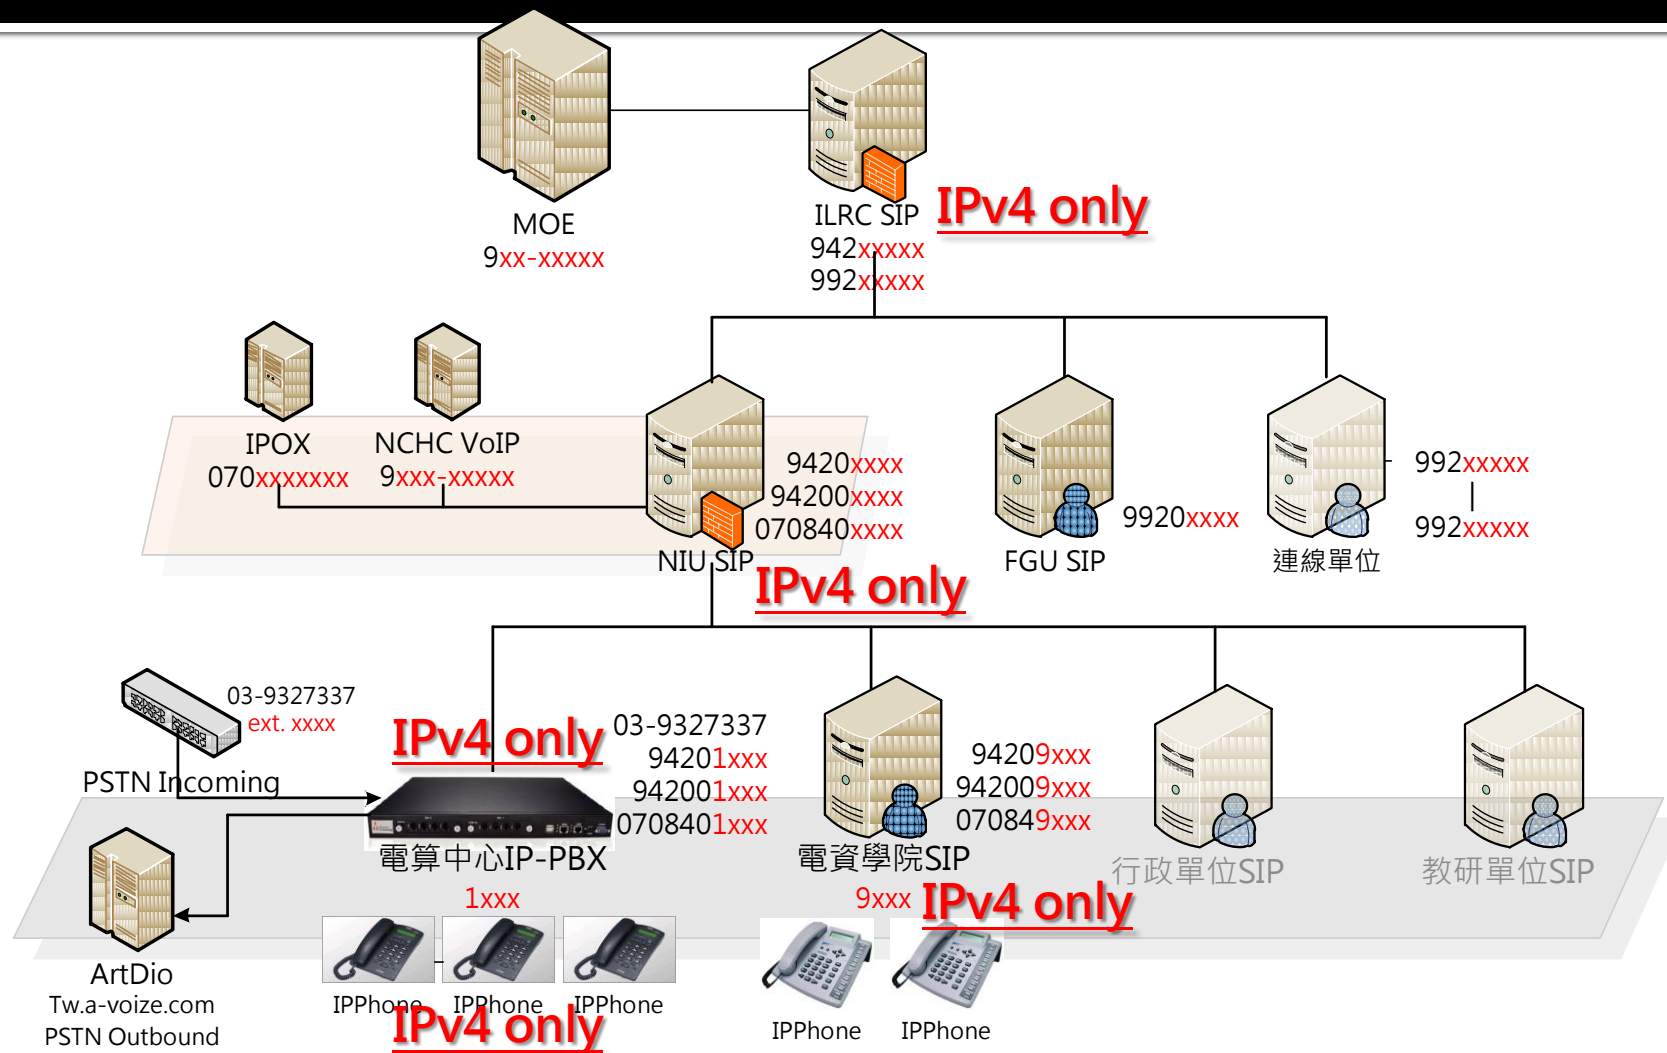 MOE
9xx-xxxxx
ILRC SIP
942xxxxx
992xxxxx
IPv4 only
IPOX
070xxxxxxx
NCHC VoIP
9xxx-xxxxx
9420xxxx
94200xxxx
070840xxxx
NIU SIP
IPv4 only
9920xxxx
FGU SIP
992xxxxx
|
992xxxxx
連線單位
03-9327337
ext. xxxx
PSTN Incoming
IPv4 only
03-9327337
94201xxx
942001xxx
0708401xxx
電算中心IP-PBX
1xxx
94209xxx
942009xxx
070849xxx
電資學院SIP
9xxx
IPv4 only
行政單位SIP
教研單位SIP
ArtDio
Tw.a-voize.com
PSTN Outbound
IPPhone
IPPhone
IPPhone
IPv4 only
IPPhone
IPPhone